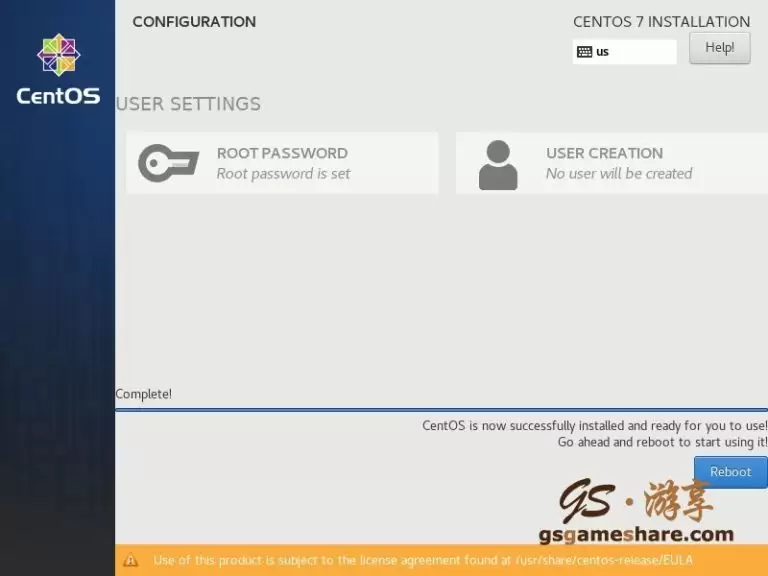 CONFIGURATION
CENTOS 7 INSTALLATION
us
Help!
CentOS
USER SETTINGS
ROOT PASSWORD
Root password is set
USER CREATION
No user will be created
Complete!
CentOS is now successfully installed and ready for you to use!
Go ahead and reboot to start using it!
Reboot
GS·游享
gsgameshare.com
Use of this product is subject to the license agreement found at /usr/share/centos-release/EULA